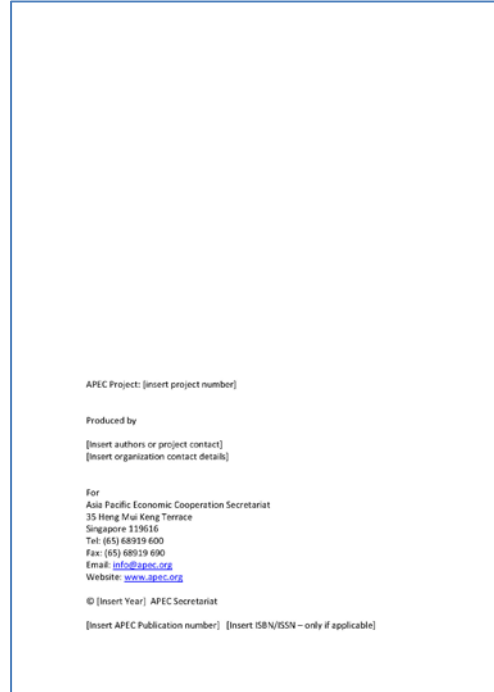 APEC Project: [insert project number]
Produced by
[Insert authors or project contact]
[Insert organization contact details]
For
Asia Pacific Economic Cooperation Secretariat
35 Heng Mui Keng Terrace
Singapore 119616
Tel: (65) 68919 600
Fax: (65) 68919 690
Email: info@apec.org
Website: www.apec.org
© [Insert Year] APEC Secretariat
[Insert APEC Publication number] [Insert ISBN/ISSN – only if applicable]